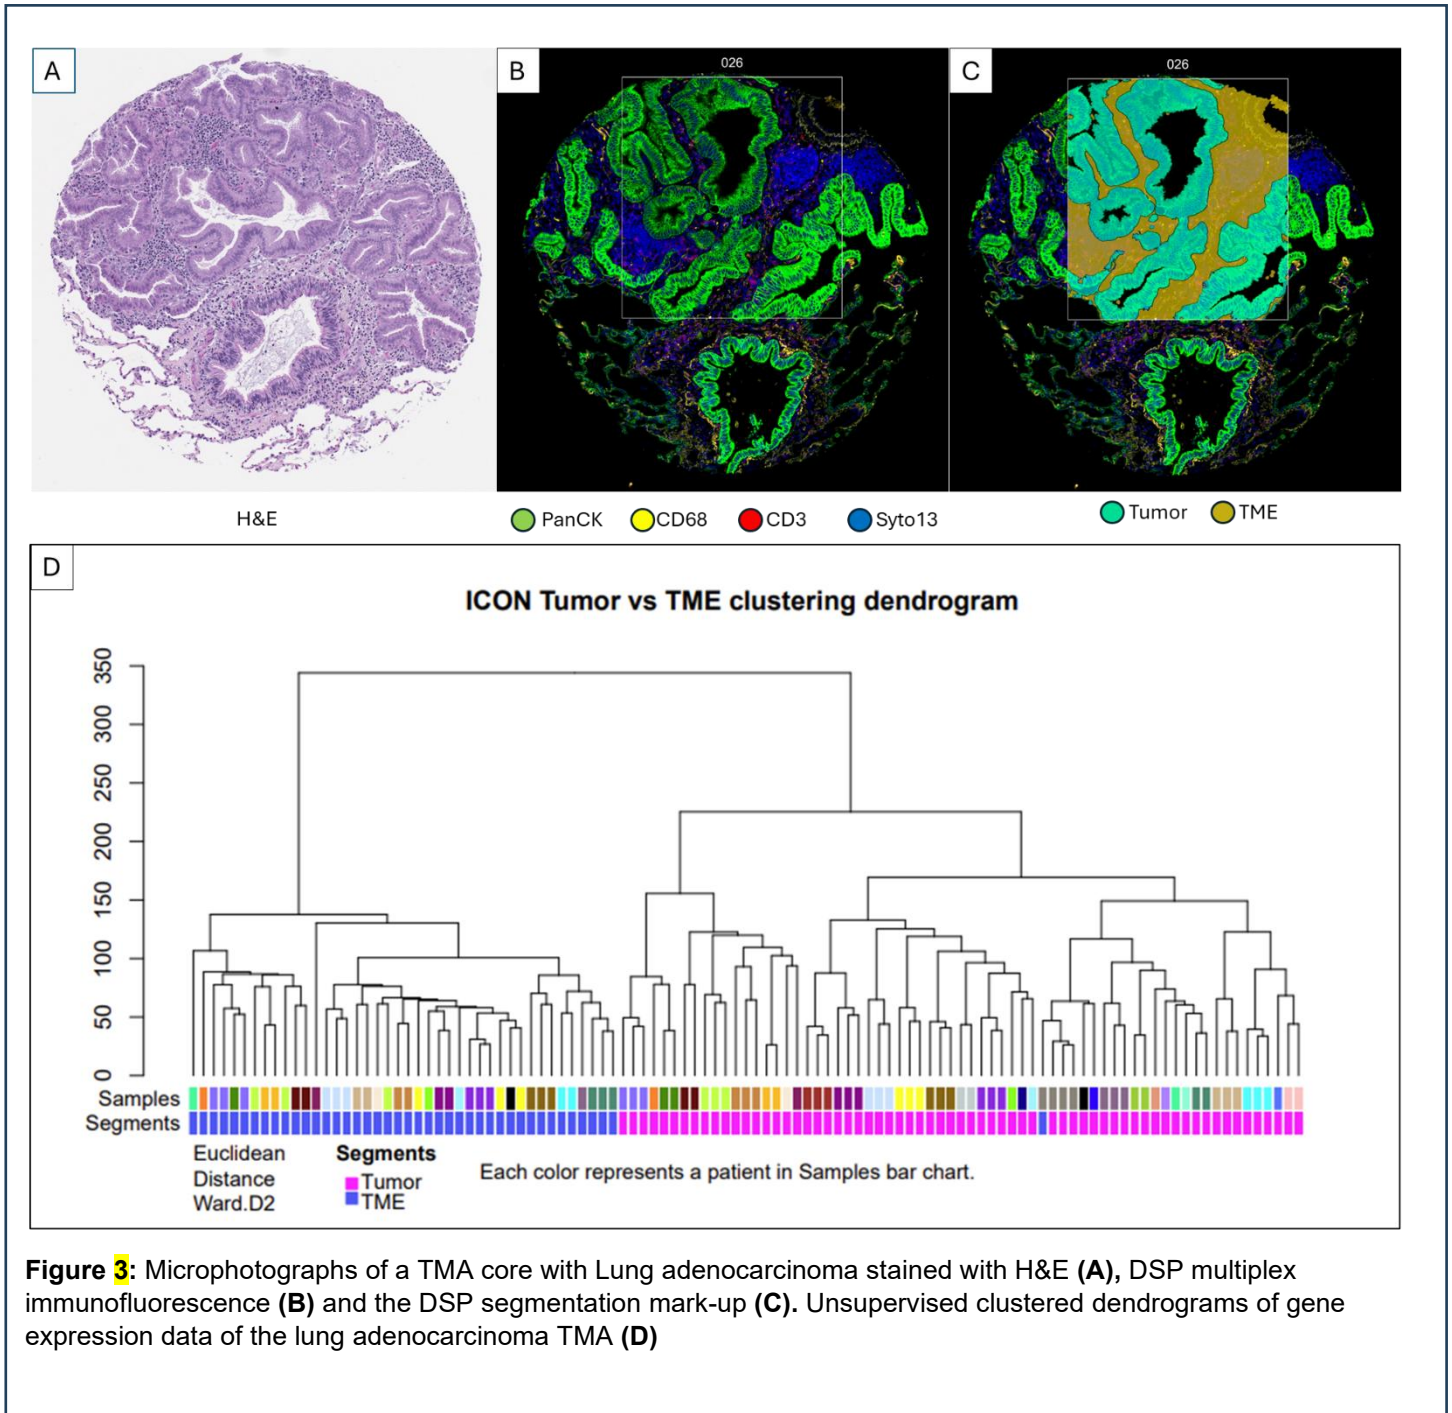 A
B
026
C
026
H&E
PanCK
CD68
CD3
Syto13
Tumor
TME
D
ICON Tumor vs TME clustering dendrogram
350
300
250
200
150
100
50
0
Samples
Segments
Euclidean
Distance
Ward.D2
Segments
Tumor
TME
Each color represents a patient in Samples bar chart.
Figure 3: Microphotographs of a TMA core with Lung adenocarcinoma stained with H&E (A), DSP multiplex
immunofluorescence (B) and the DSP segmentation mark-up (C). Unsupervised clustered dendrograms of gene
expression data of the lung adenocarcinoma TMA (D)